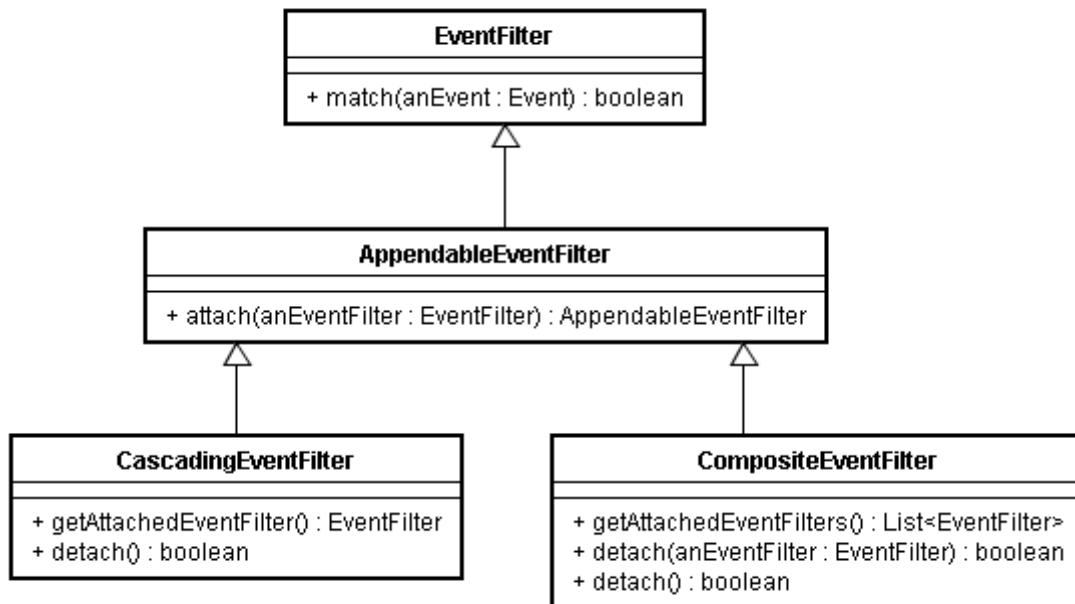 EventFilter
+ match(anEvent : Event) : boolean
AppendableEventFilter
+ attach(anEventFilter : EventFilter) : AppendableEventFilter
CascadingEventFilter
+ getAttachedEventFilter() : EventFilter
+ detach() : boolean
CompositeEventFilter
+ getAttachedEventFilters() : List<EventFilter>
+ detach(anEventFilter : EventFilter) : boolean
+ detach() : boolean